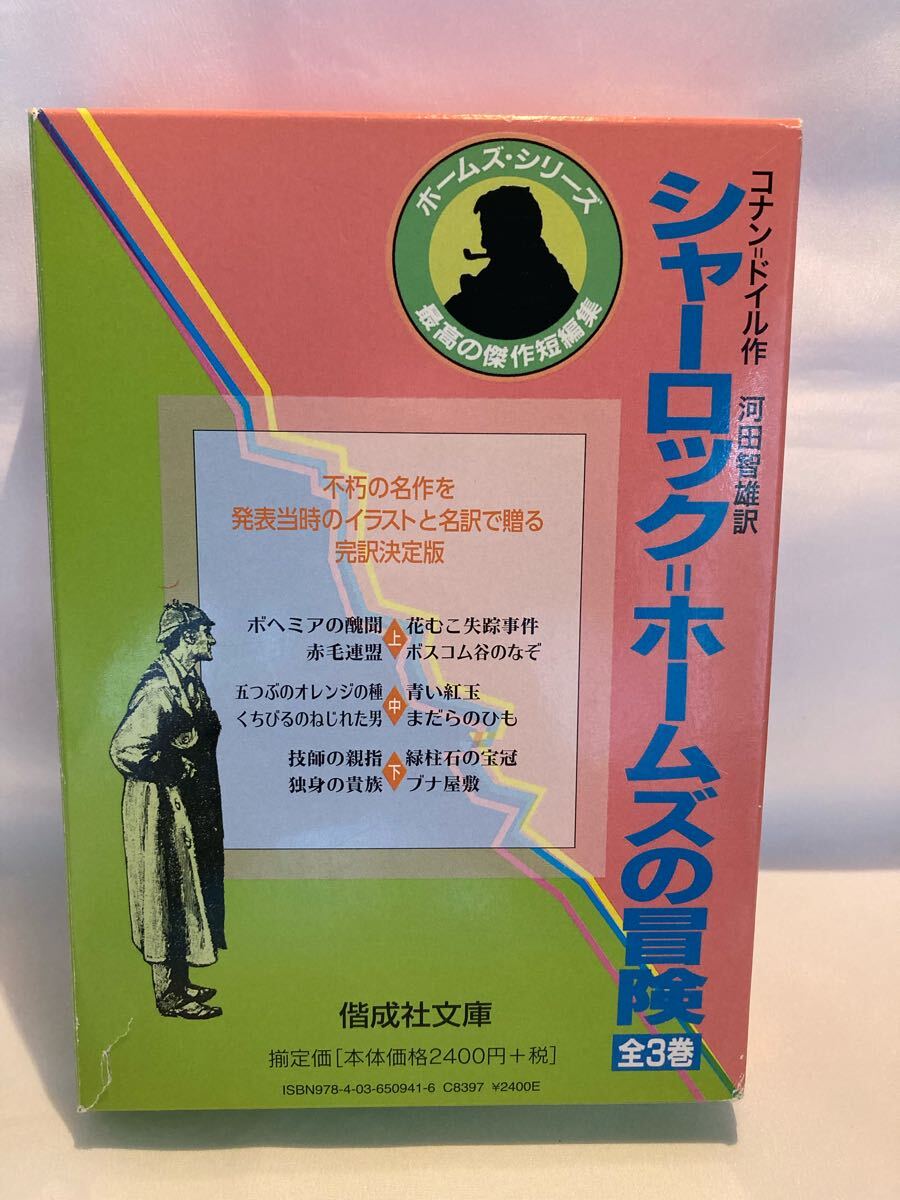 コナン=ドイル作 河田智雄訳
シャーロック=ホームズの冒険
全3巻
ホームズ・シリーズ
最高の傑作短編集
不朽の名作を
発表当時のイラストと名訳で贈る
完訳決定版
ボヘミアの醜聞 上 花むこ失踪事件
赤毛連盟 ボスコム谷のなぞ
五つぶのオレンジの種 中 青い紅玉
くちびるのねじれた男 まだらのひも
技師の親指 下 緑柱石の宝冠
独身の貴族 ブナ屋敷
偕成社文庫
揃定価[本体価格2400円+税]
ISBN978-4-03-650941-6 C8397 ¥2400E